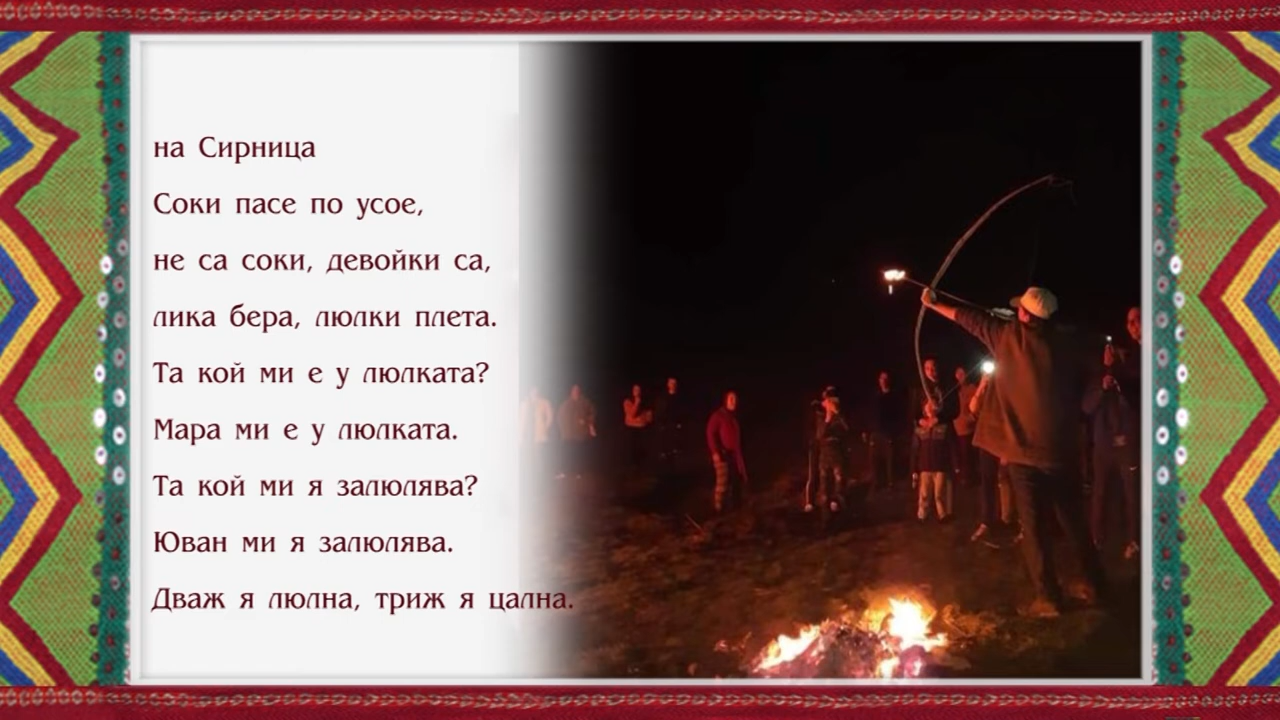 на Сирница
Соки пасе по усое,
не са соки, девойки са,
лика бера, люлки плета.
Та кой ми е у люлката?
Мара ми е у люлката.
Та кой ми я залюлява?
Юван ми я залюлява.
Дваж я люлна, триж я цална.